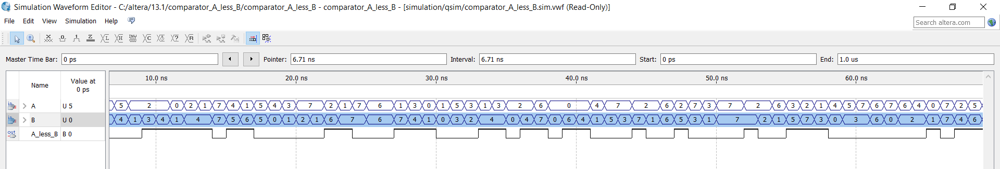 Simulation Waveform Editor - C:/altera/13.1/comparator_A_less_B/comparator_A_less_B - comparator_A_less_B - [simulation/qsim/comparator_A_less_B.sim.vwf (Read-Only)]
File Edit View Simulation Help
Search altera.com
Master Time Bar: 0 ps Pointer: 6.71 ns Interval: 6.71 ns Start: 0 ps End: 1.0 us
Name Value at 0 ps 10.0 ns 20.0 ns 30.0 ns 40.0 ns 50.0 ns 60.0 ns
A U 5 5 2 0 2 1 7 4 1 5 4 3 7 2 1 7 6 1 3 0 1 5 3 1 3 2 6 0 4 7 2 6 2 7 3 7 2 6 3 2 1 4 5 7 6 7 6 4 0 7 2 5
B U 0 4 1 3 4 1 4 7 5 6 5 0 1 2 1 6 7 6 7 4 1 0 3 2 4 0 4 7 0 6 4 1 5 3 7 1 6 5 3 1 7 2 1 5 7 3 0 3 6 0 2 1 7 4 6
out A_less_B B 0